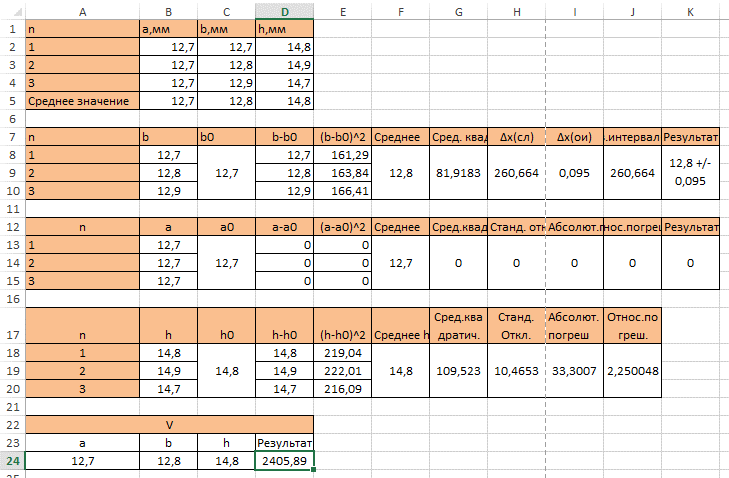 A B C D E F G H I J K
1 n a,мм b,мм h,мм
2 1 12,7 12,7 14,8
3 2 12,7 12,8 14,9
4 3 12,7 12,9 14,7
5 Среднее значение 12,7 12,8 14,8
6
7 n b b0 b-b0 (b-b0)^2 Среднее Сред. квад Δx(сл) Δx(ои) .интервал Результат
8 1 12,7 12,7 161,29
9 2 12,8 12,7 12,8 163,84 12,8 81,9183 260,664 0,095 260,664 12,8 +/- 0,095
10 3 12,9 12,9 166,41
11
12 n a a0 a-a0 (a-a0)^2 Среднее Сред.квад Станд. отк Абсолют.п нос.погреш Результат
13 1 12,7 0 0
14 2 12,7 12,7 0 0 12,7 0 0 0 0 0
15 3 12,7 0 0
16
17 n h h0 h-h0 (h-h0)^2 Среднее h Сред.ква дратич. Станд. Откл. Абсолют. погреш Относ.по греш.
18 1 14,8 14,8 219,04
19 2 14,9 14,8 14,9 222,01 14,8 109,523 10,4653 33,3007 2,250048
20 3 14,7 14,7 216,09
21
22 V
23 a b h Результат
24 12,7 12,8 14,8 2405,89